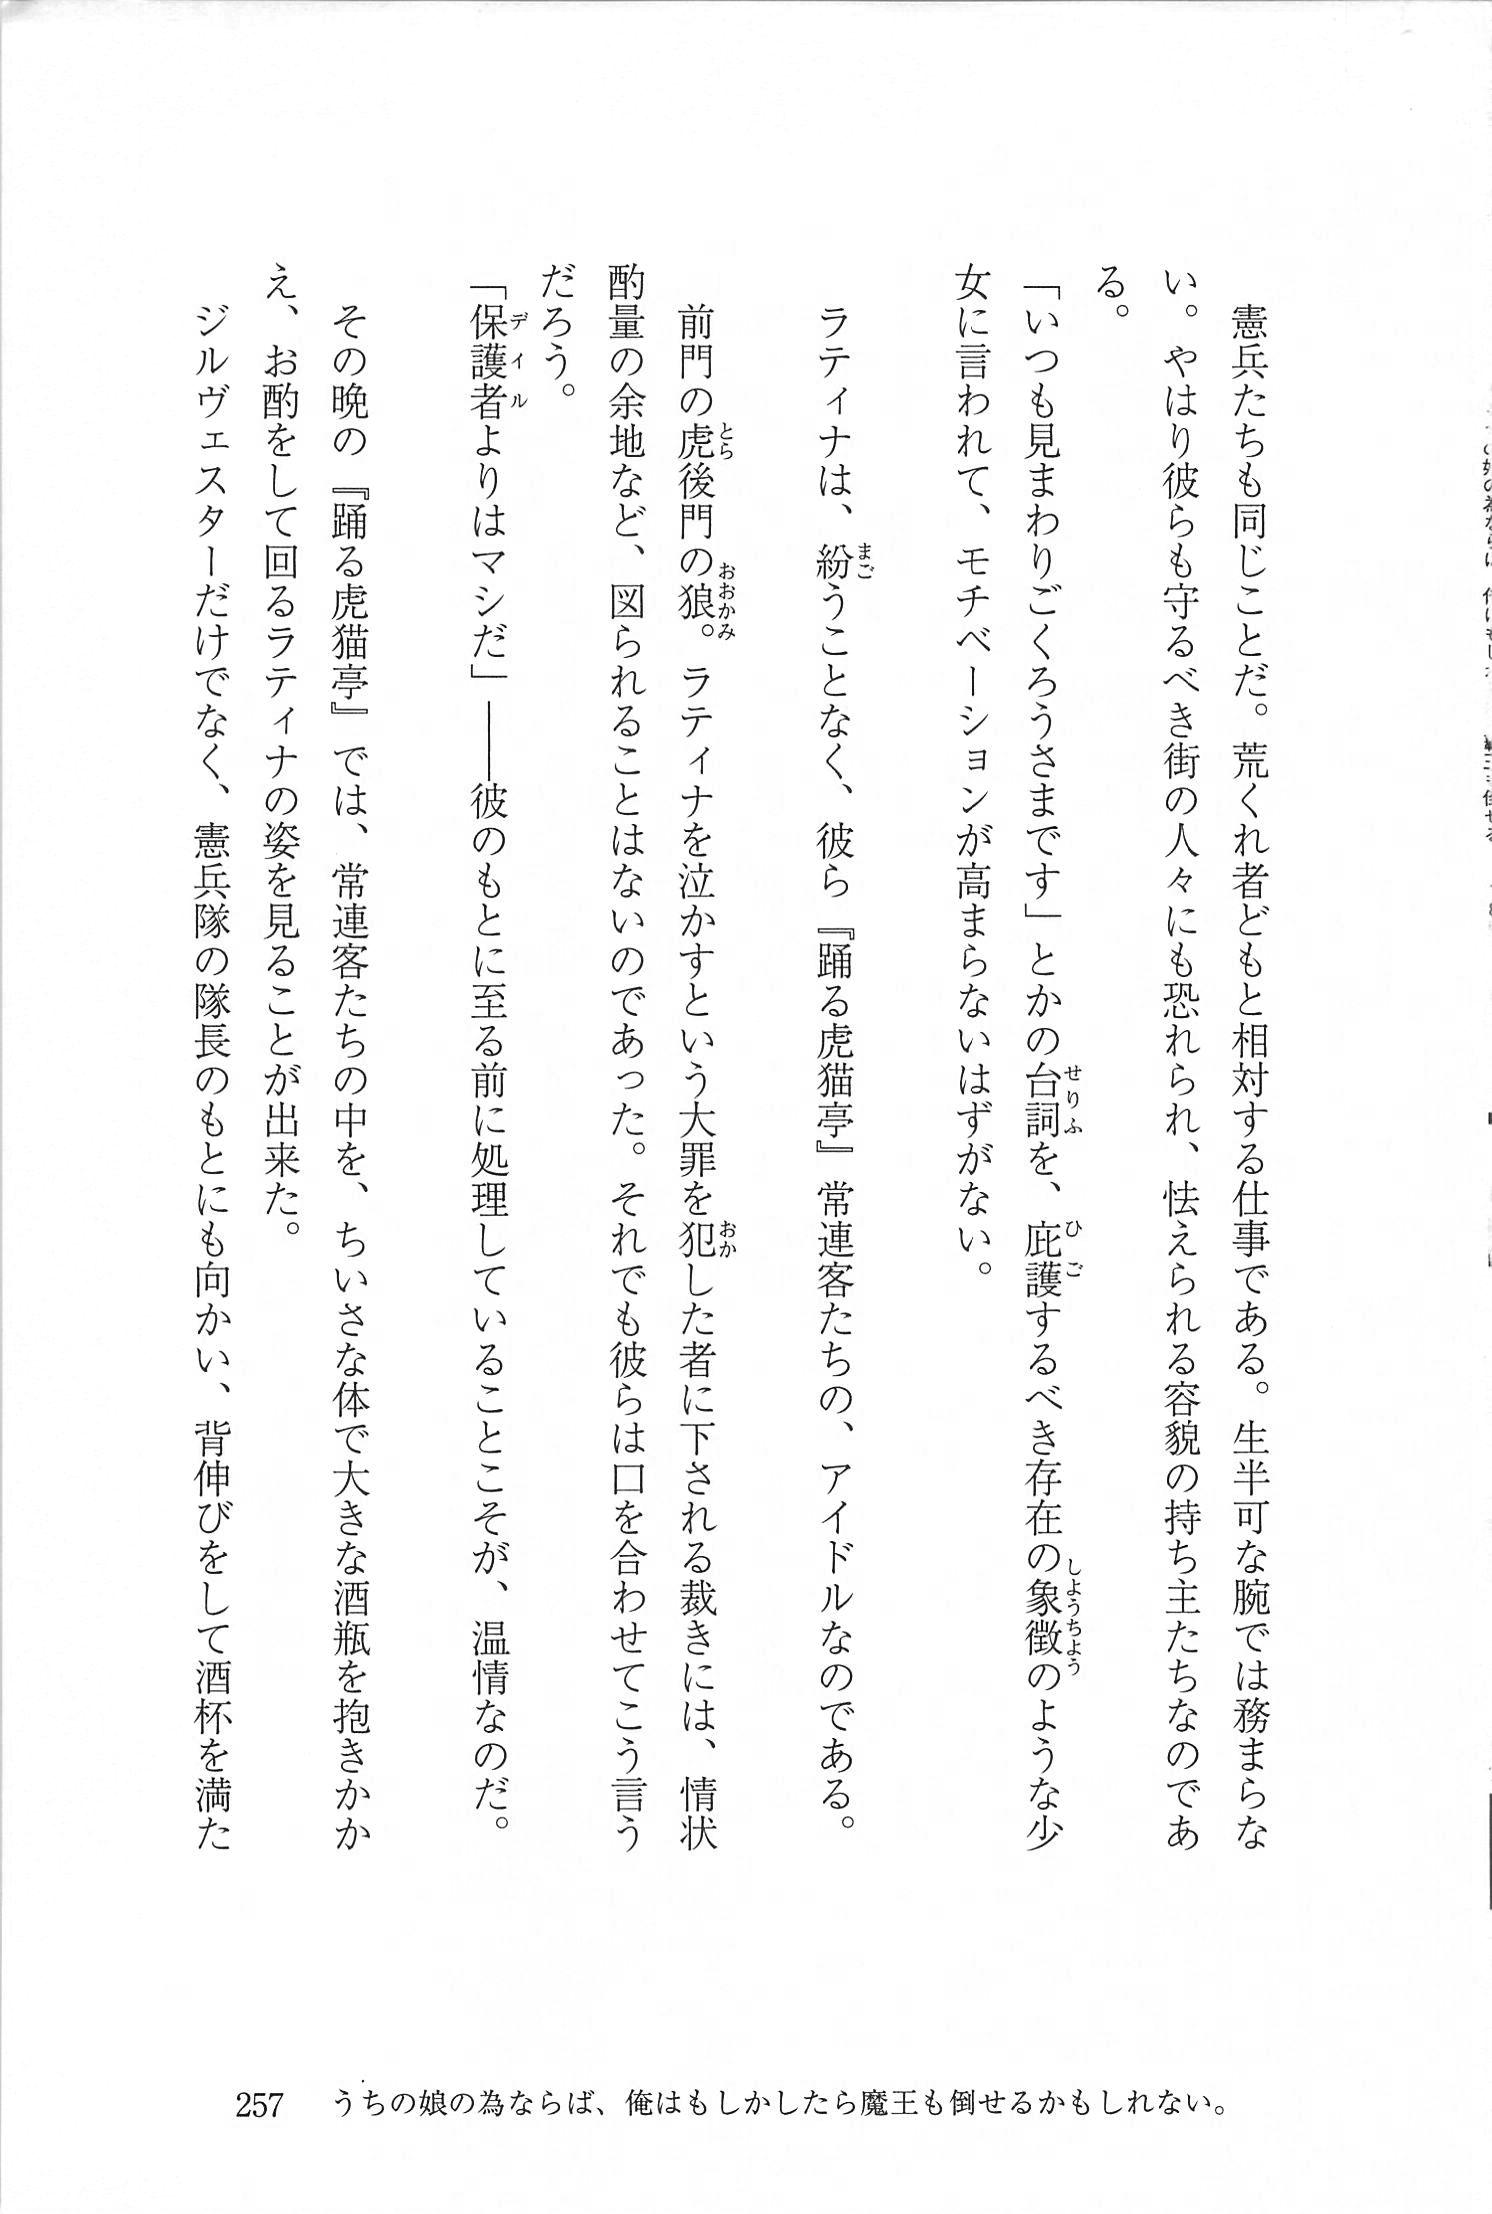 憲兵たちも同じことだ。荒くれ者どもと相対する仕事である。生半可な腕では務まらな
い。やはり彼らも守るべき街の人々にも恐れられ、怯えられる容貌の持ち主たちなのであ
る。
「いつも見まわりごくろうさまです」とかの台詞を、庇護するべき存在の象徴のような少
女に言われて、モチベーションが高まらないはずがない。
ラティナは、紛うことなく、彼ら『踊る虎猫亭』常連客たちの、アイドルなのである。
前門の虎後門の狼。ラティナを泣かすという大罪を犯した者に下される裁きには、情状
酌量の余地など、図られることはないのであった。それでも彼らは口を合わせてこう言う
だろう。
「保護者よりはマシだ」――彼のもとに至る前に処理していることこそが、温情なのだ。
その晩の『踊る虎猫亭』では、常連客たちの中を、ちいさな体で大きな酒瓶を抱きかか
え、お酌をして回るラティナの姿を見ることが出来た。
ジルヴェスターだけでなく、憲兵隊の隊長のもとにも向かい、背伸びをして酒杯を満た
257 うちの娘の為ならば、俺はもしかしたら魔王も倒せるかもしれない。